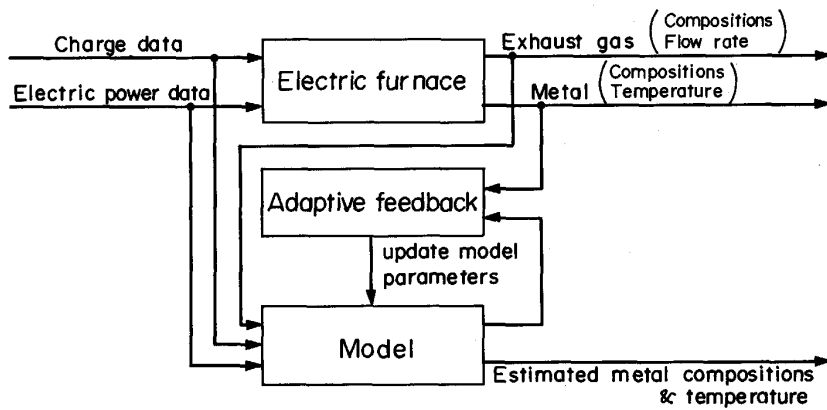 Charge data
Electric power data
Electric furnace
Exhaust gas (Compositions
Flow rate)
Metal (Compositions
Temperature)
Adaptive feedback
update model
parameters
Model
Estimated metal compositions
& temperature